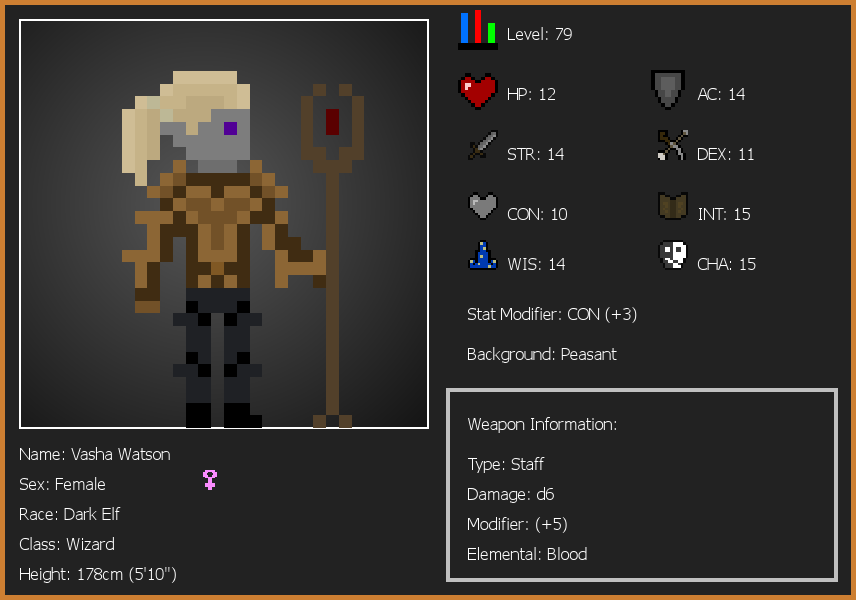 Level: 79
HP: 12
AC: 14
STR: 14
DEX: 11
CON: 10
INT: 15
WIS: 14
CHA: 15
Stat Modifier: CON (+3)
Background: Peasant
Weapon Information:
Type: Staff
Damage: d6
Modifier: (+5)
Elemental: Blood
Name: Vasha Watson
Sex: Female
Race: Dark Elf
Class: Wizard
Height: 178cm (5'10")